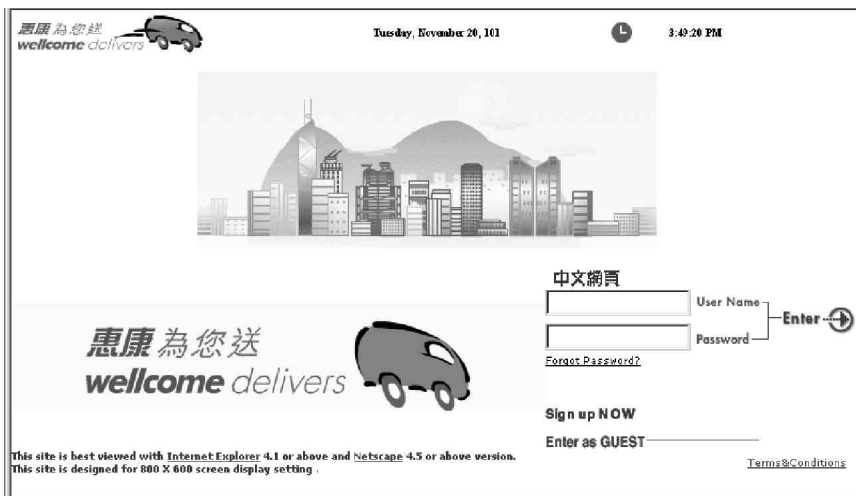 惠康為您送
wellcome delivers
Tuesday, November 20, 101
3:49:20 PM
中文網頁
User Name
Enter
Password
Forgot Password?
惠康為您送
wellcome delivers
Sign up NOW
Enter as GUEST
This site is best viewed with Internet Explorer 4.1 or above and Netscape 4.5 or above version.
This site is designed for 800 X 600 screen display setting .
Terms&Conditions